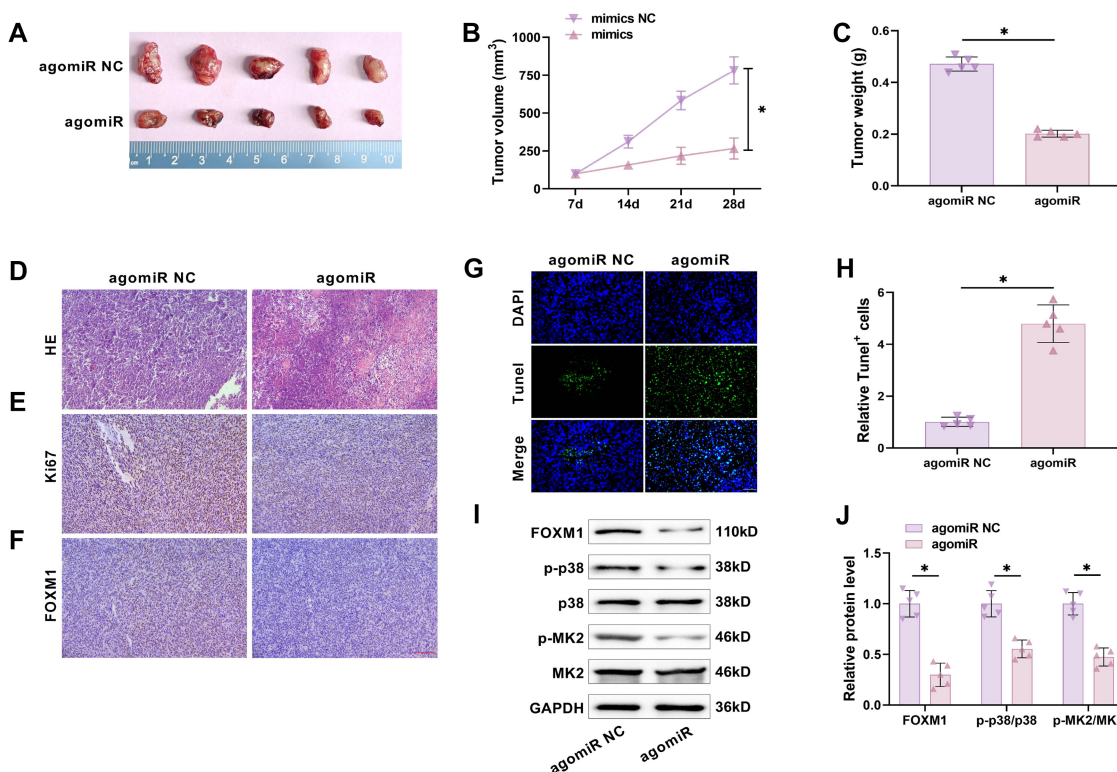 A
agomiR NC
agomiR
cm 1 2 3 4 5 6 7 8 9 10
B
mimics NC
mimics
Tumor volume (mm³)
1000
750
500
250
0
7d 14d 21d 28d
*
C
Tumor weight (g)
0.6
0.4
0.2
0.0
*
agomiR NC agomiR
D
agomiR NC agomiR
HE
E
Ki67
F
FOXM1
G
agomiR NC agomiR
DAPI
Tunel
Merge
H
Relative Tunel⁺ cells
6
4
2
0
*
agomiR NC agomiR
I
FOXM1 110kD
p-p38 38kD
p38 38kD
p-MK2 46kD
MK2 46kD
GAPDH 36kD
agomiR NC agomiR
J
agomiR NC
agomiR
Relative protein level
1.5
1.0
0.5
0.0
* * *
FOXM1 p-p38/p38 p-MK2/MK